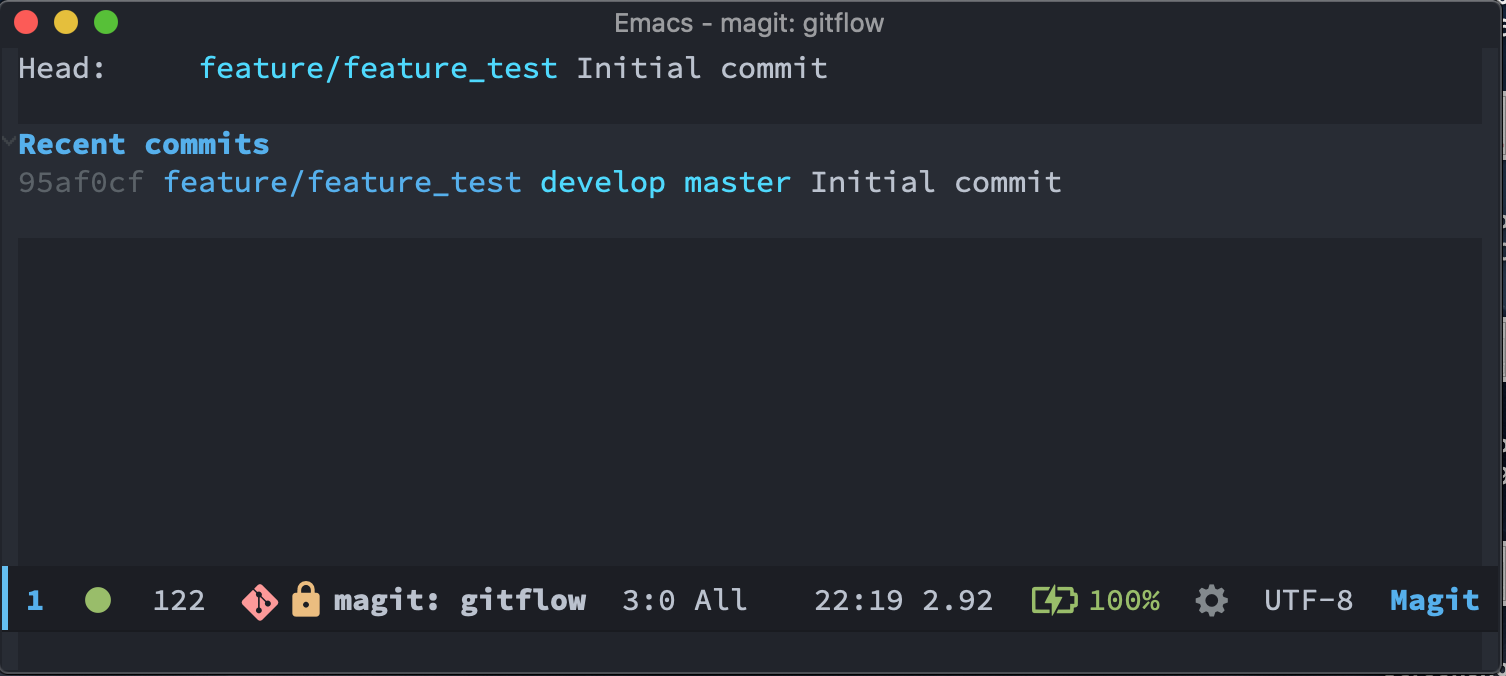 Emacs - magit: gitflow
Head: feature/feature_test Initial commit
Recent commits
95af0cf feature/feature_test develop master Initial commit
1 122 magit: gitflow 3:0 All 22:19 2.92 100% UTF-8 Magit